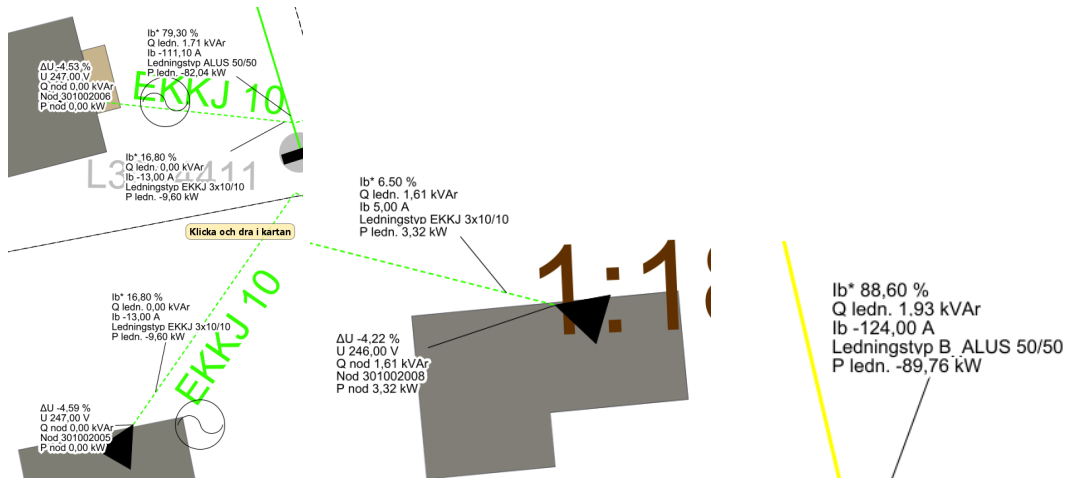 Ib* 79,30 %
Q ledn. 1.71 kVAr
Ib -111,10 A
Ledningstyp ALUS 50/50
P ledn. -82,04 kW
ΔU -4.53 %
U 247,00 V
Q nod 0,00 kVAr
Nod 301002006
P nod 0,00 kW
EKKJ 10
Ib* 16,80 %
Q ledn. 0,00 kVAr
Ib -13,00 A
Ledningstyp EKKJ 3x10/10
P ledn. -9,60 kW
4411
Klicka och dra i kartan
Ib* 16,80 %
Q ledn. 0,00 kVAr
Ib -13,00 A
Ledningstyp EKKJ 3x10/10
P ledn. -9,60 kW
EKKJ 10
ΔU -4.59 %
U 247,00 V
Q nod 0,00 kVAr
Nod 301002005
P nod 0,00 kW
Ib* 6.50 %
Q ledn. 1,61 kVAr
Ib 5,00 A
Ledningstyp EKKJ 3x10/10
P ledn. 3,32 kW
1:18
ΔU -4,22 %
U 246,00 V
Q nod 1,61 kVAr
Nod 301002008
P nod 3,32 kW
Ib* 88,60 %
Q ledn. 1.93 kVAr
Ib -124,00 A
Ledningstyp B_ALUS 50/50
P ledn. -89,76 kW